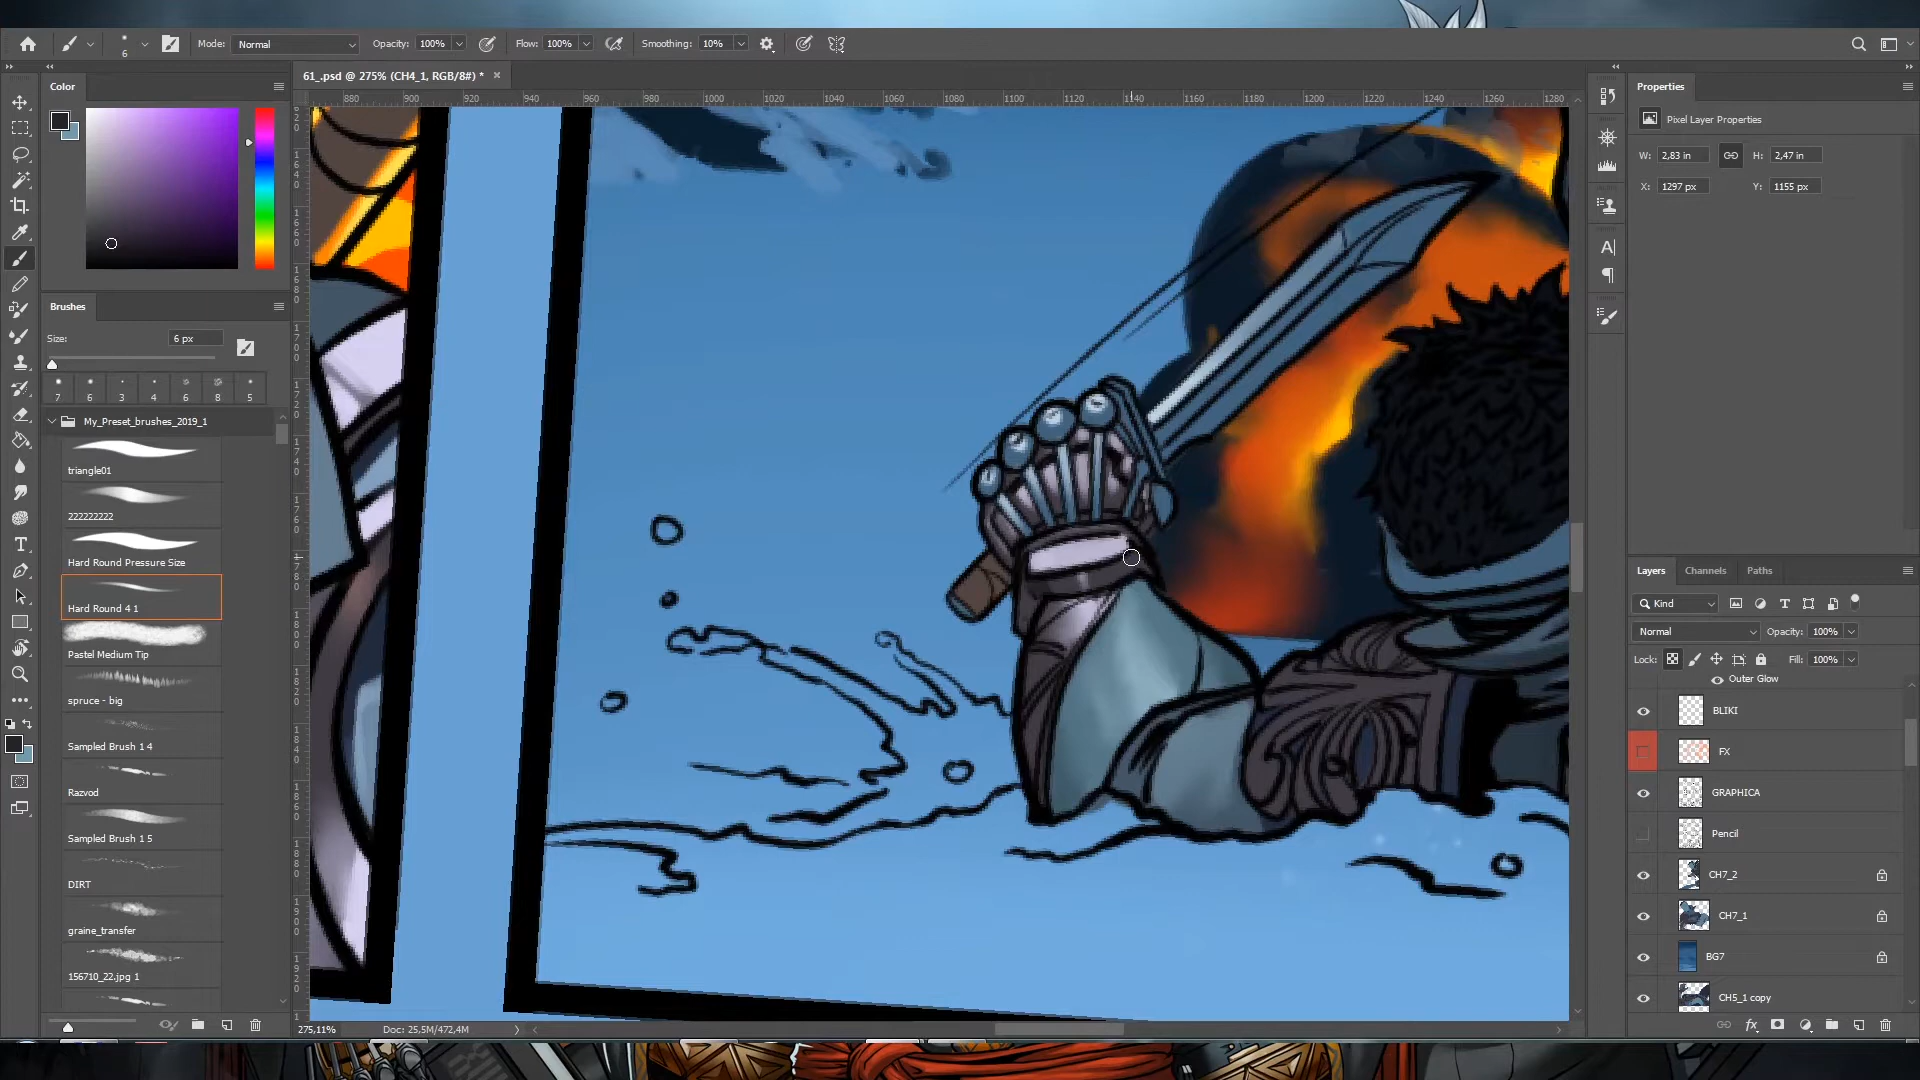 6
Mode:
Normal
Opacity:
100%
Flow:
100%
Smoothing:
10%
Color
61_.psd @ 275% (CH4_1, RGB/8#) *
Properties
880 900 920 940 960 980 1000 1020 1040 1060 1080 1100 1120 1140 1160 1180 1200 1220 1240 1260 1280
Pixel Layer Properties
W: 2,83 in
H: 2,47 in
X: 1297 px
Y: 1155 px
Brushes
Size:
6 px
7 6 3 4 6 8 5
My_Preset_brushes_2019_1
triangle01
222222222
Hard Round Pressure Size
Hard Round 4 1
Pastel Medium Tip
spruce - big
Sampled Brush 1 4
Razvod
Sampled Brush 1 5
DIRT
graine_transfer
156710_22.jpg 1
Layers
Channels
Paths
Kind
Normal
Opacity: 100%
Lock:
Fill: 100%
Outer Glow
BLIKI
FX
GRAPHICA
Pencil
CH7_2
CH7_1
BG7
CH5_1 copy
fx
275,11%
Doc: 25,5M/472,4M